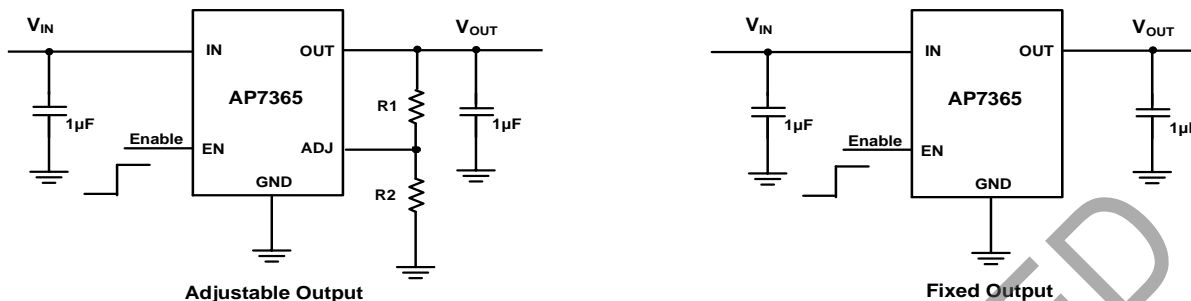 VIN
VOUT
IN
OUT
AP7365
R1
1µF
1µF
Enable
EN
ADJ
GND
R2
Adjustable Output
VIN
VOUT
IN
OUT
AP7365
1µF
1µF
Enable
EN
GND
Fixed Output